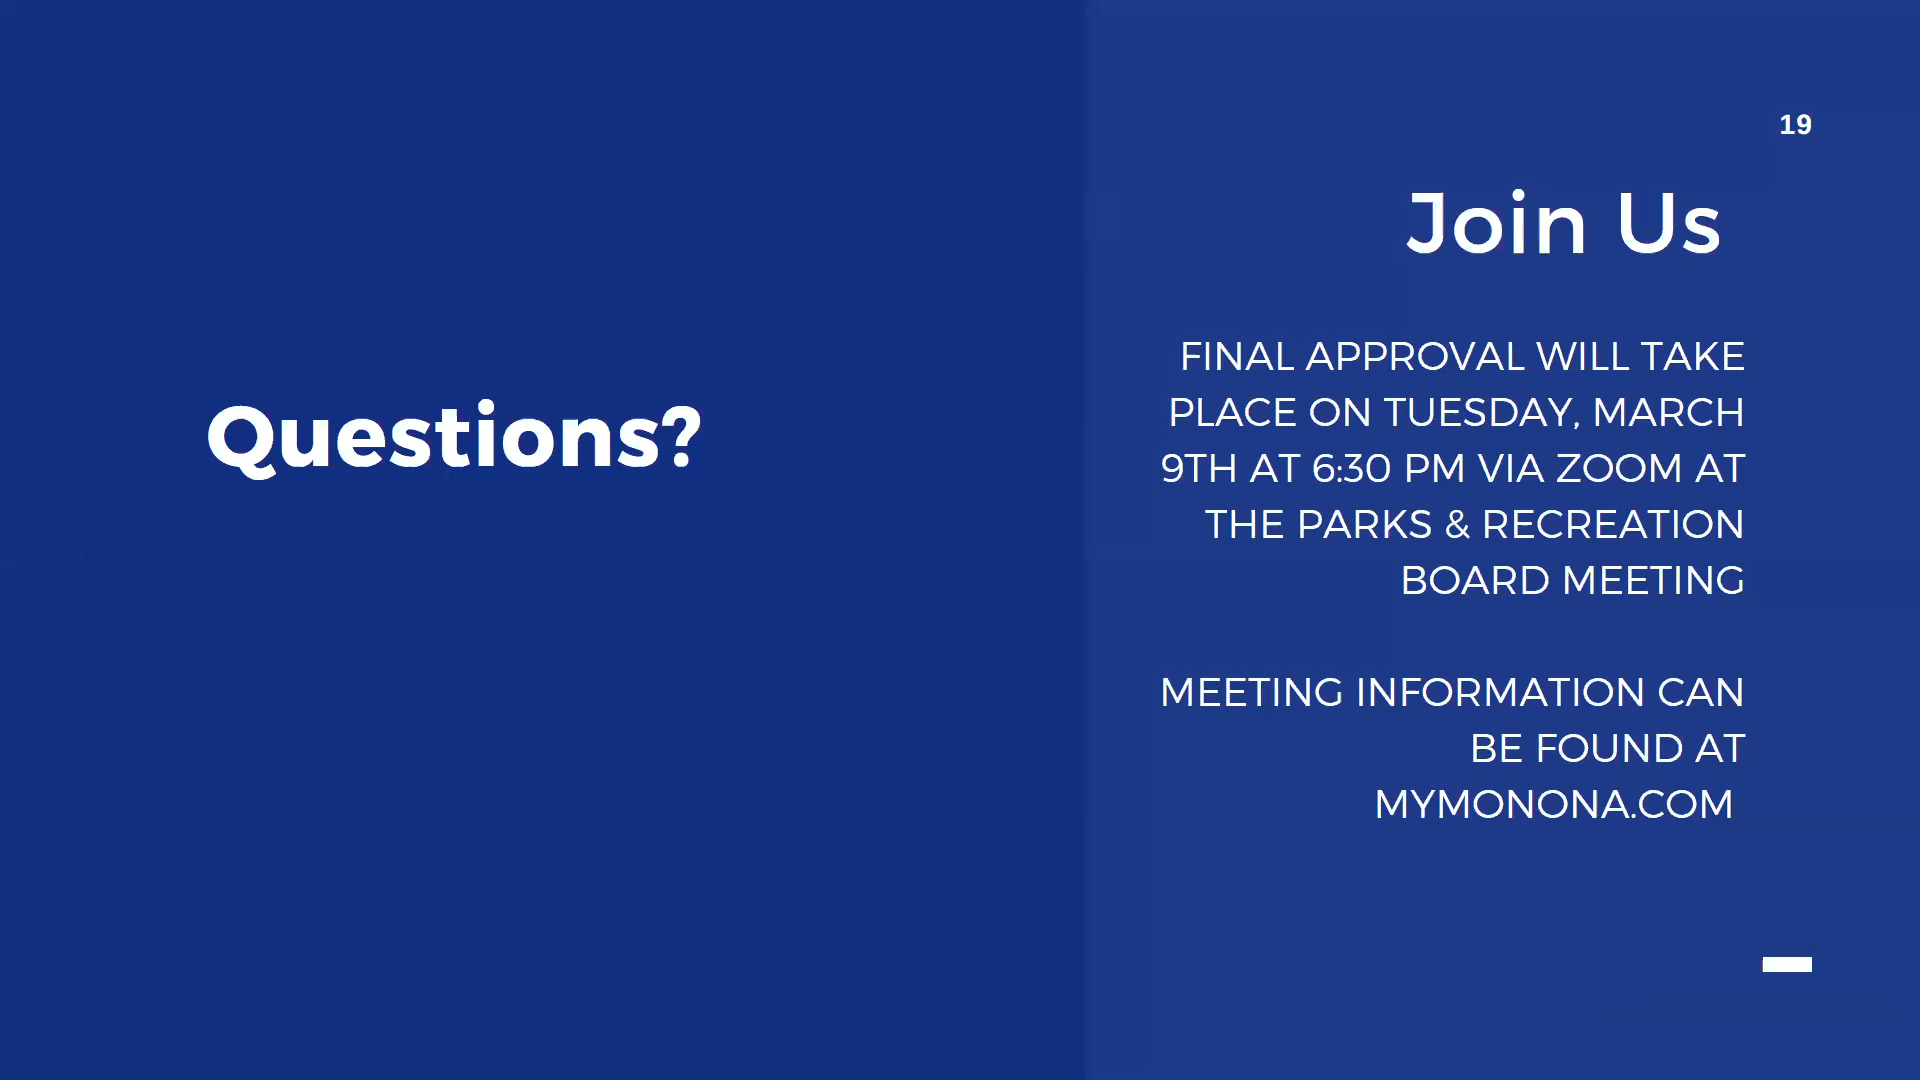 Questions?
19
Join Us
FINAL APPROVAL WILL TAKE
PLACE ON TUESDAY, MARCH
9TH AT 6:30 PM VIA ZOOM AT
THE PARKS & RECREATION
BOARD MEETING
MEETING INFORMATION CAN
BE FOUND AT
MYMONONA.COM